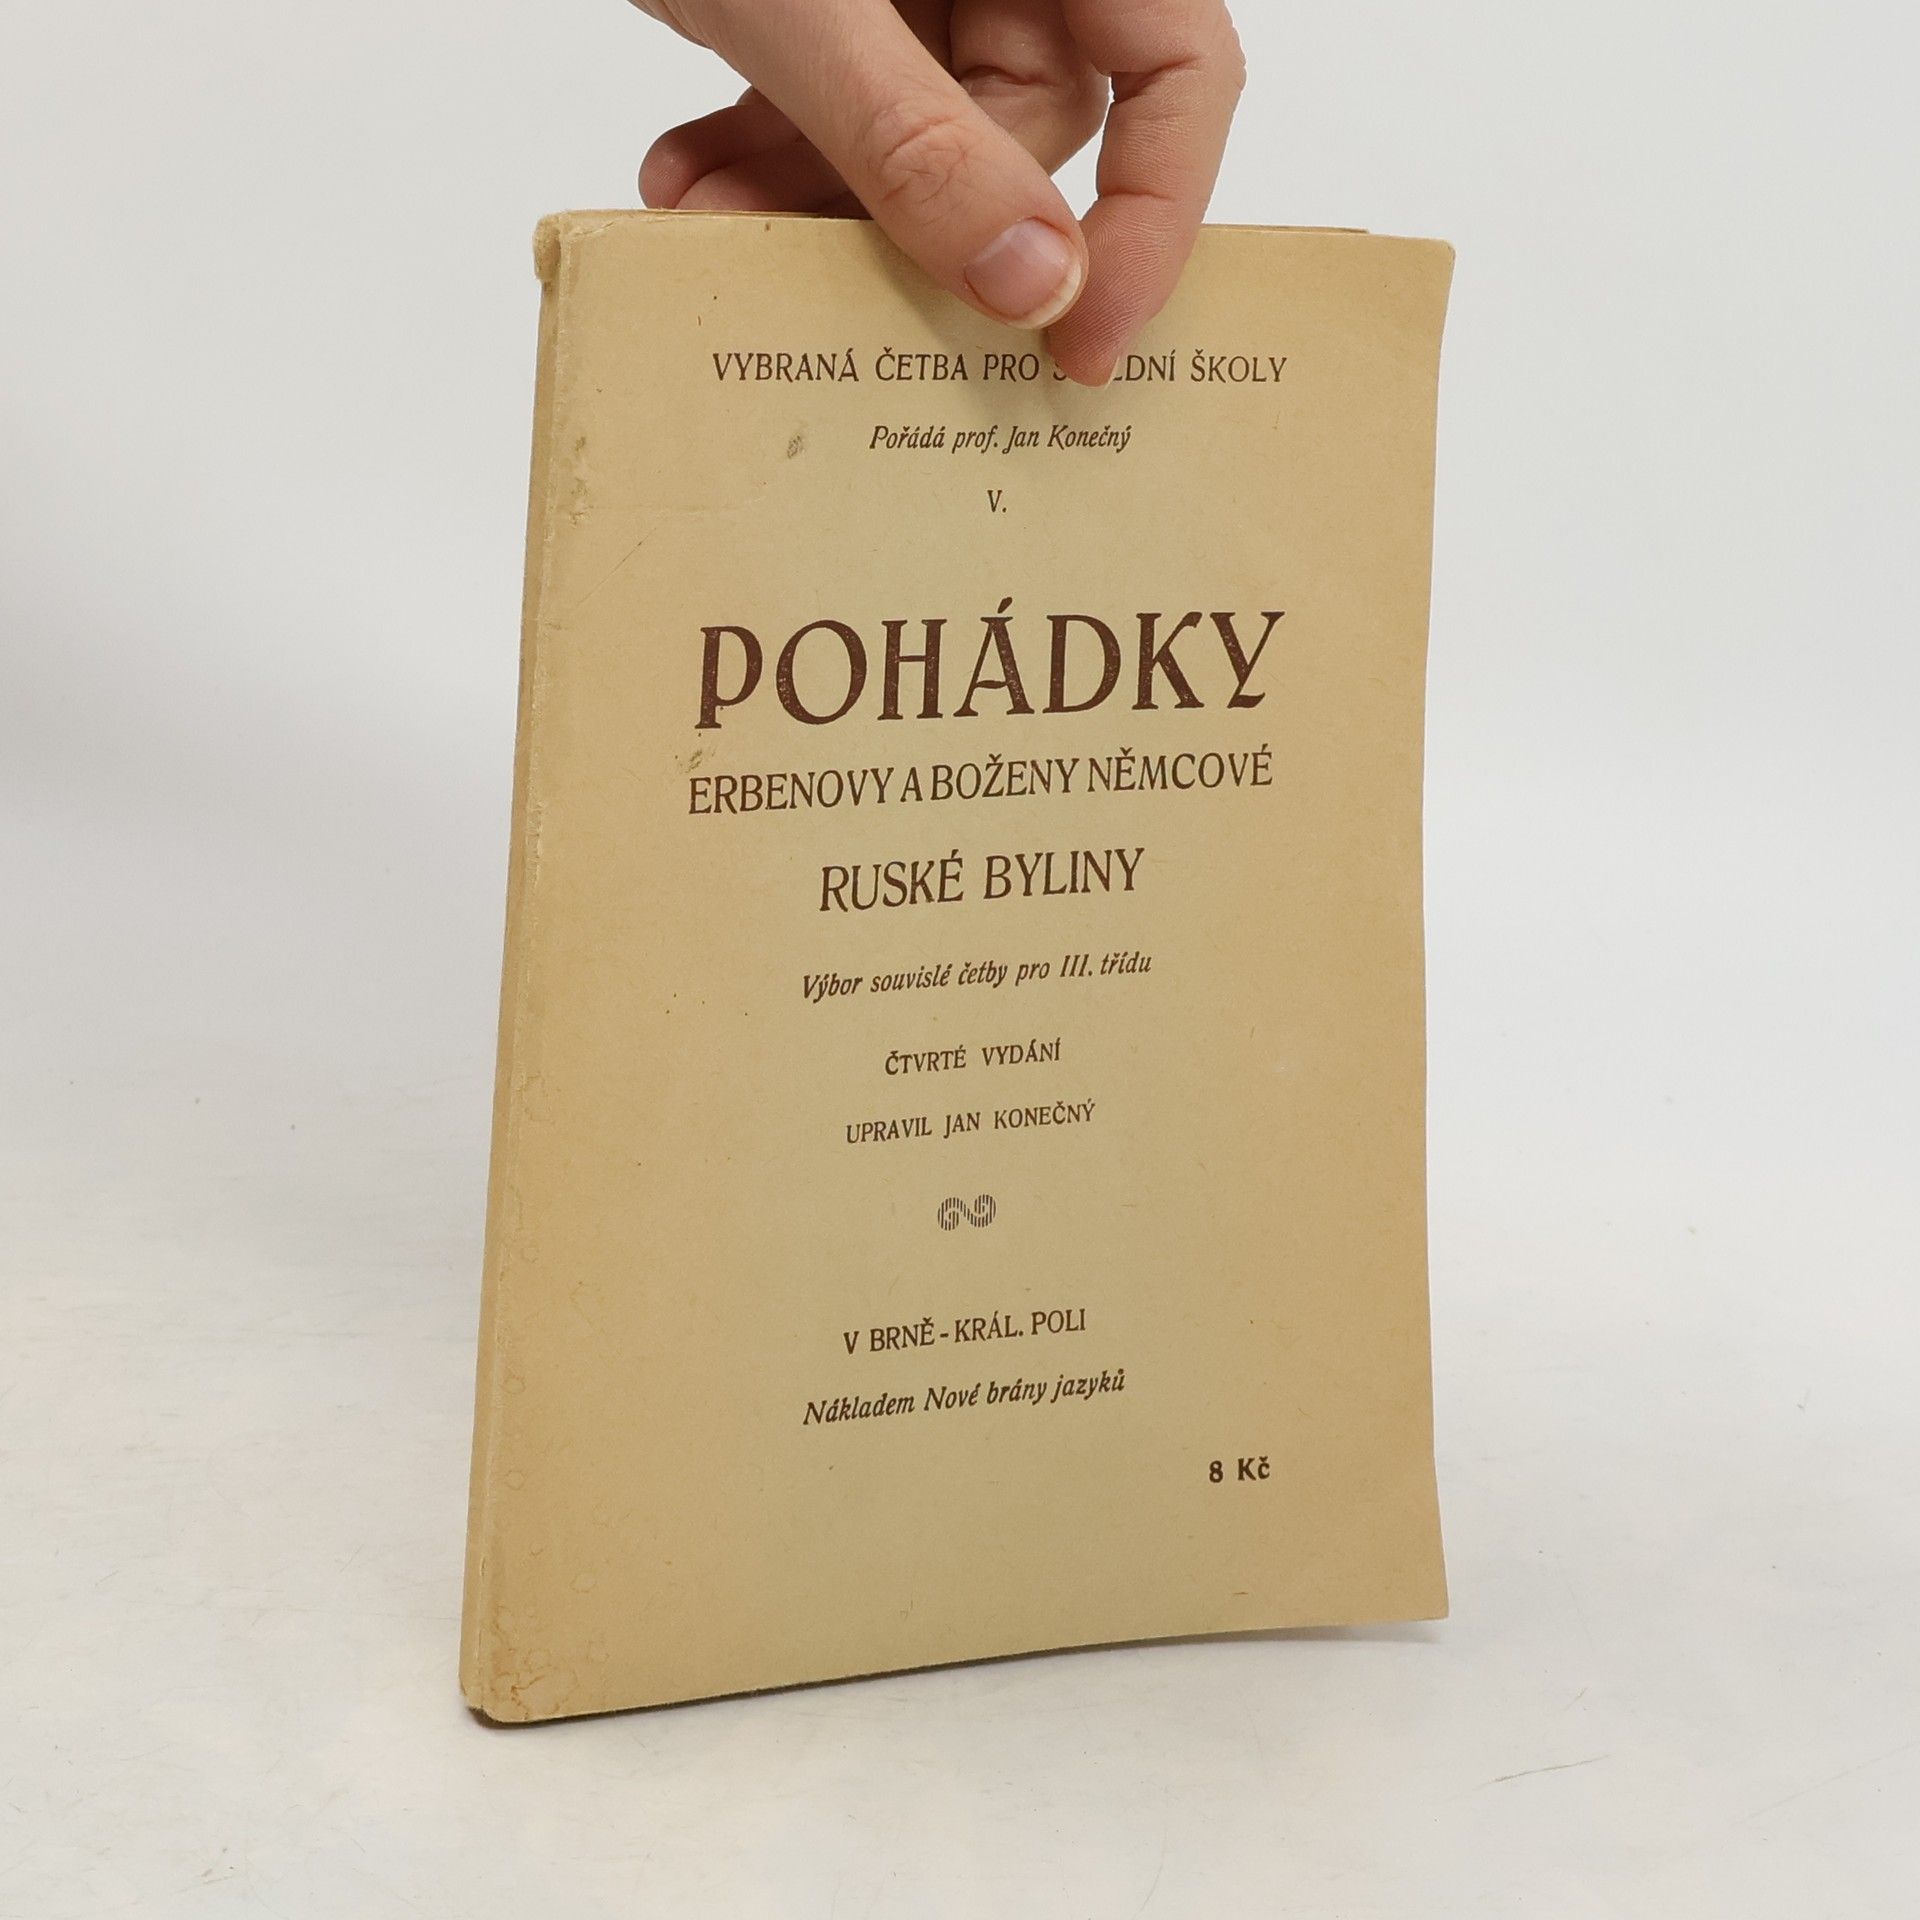 VYBRANÁ ČETBA PRO ŠKOLY
Pořádá prof. Jan Konečný
V.
POHÁDKY
ERBENOVY A BOŽENY NĚMCOVÉ
RUSKÉ BYLINY
Výbor souvislé četby pro III. třídu
ČTVRTÉ VYDÁNÍ
UPRAVIL JAN KONEČNÝ
V BRNĚ - KRÁL. POLI
Nákladem Nové brány jazyků
8 Kč